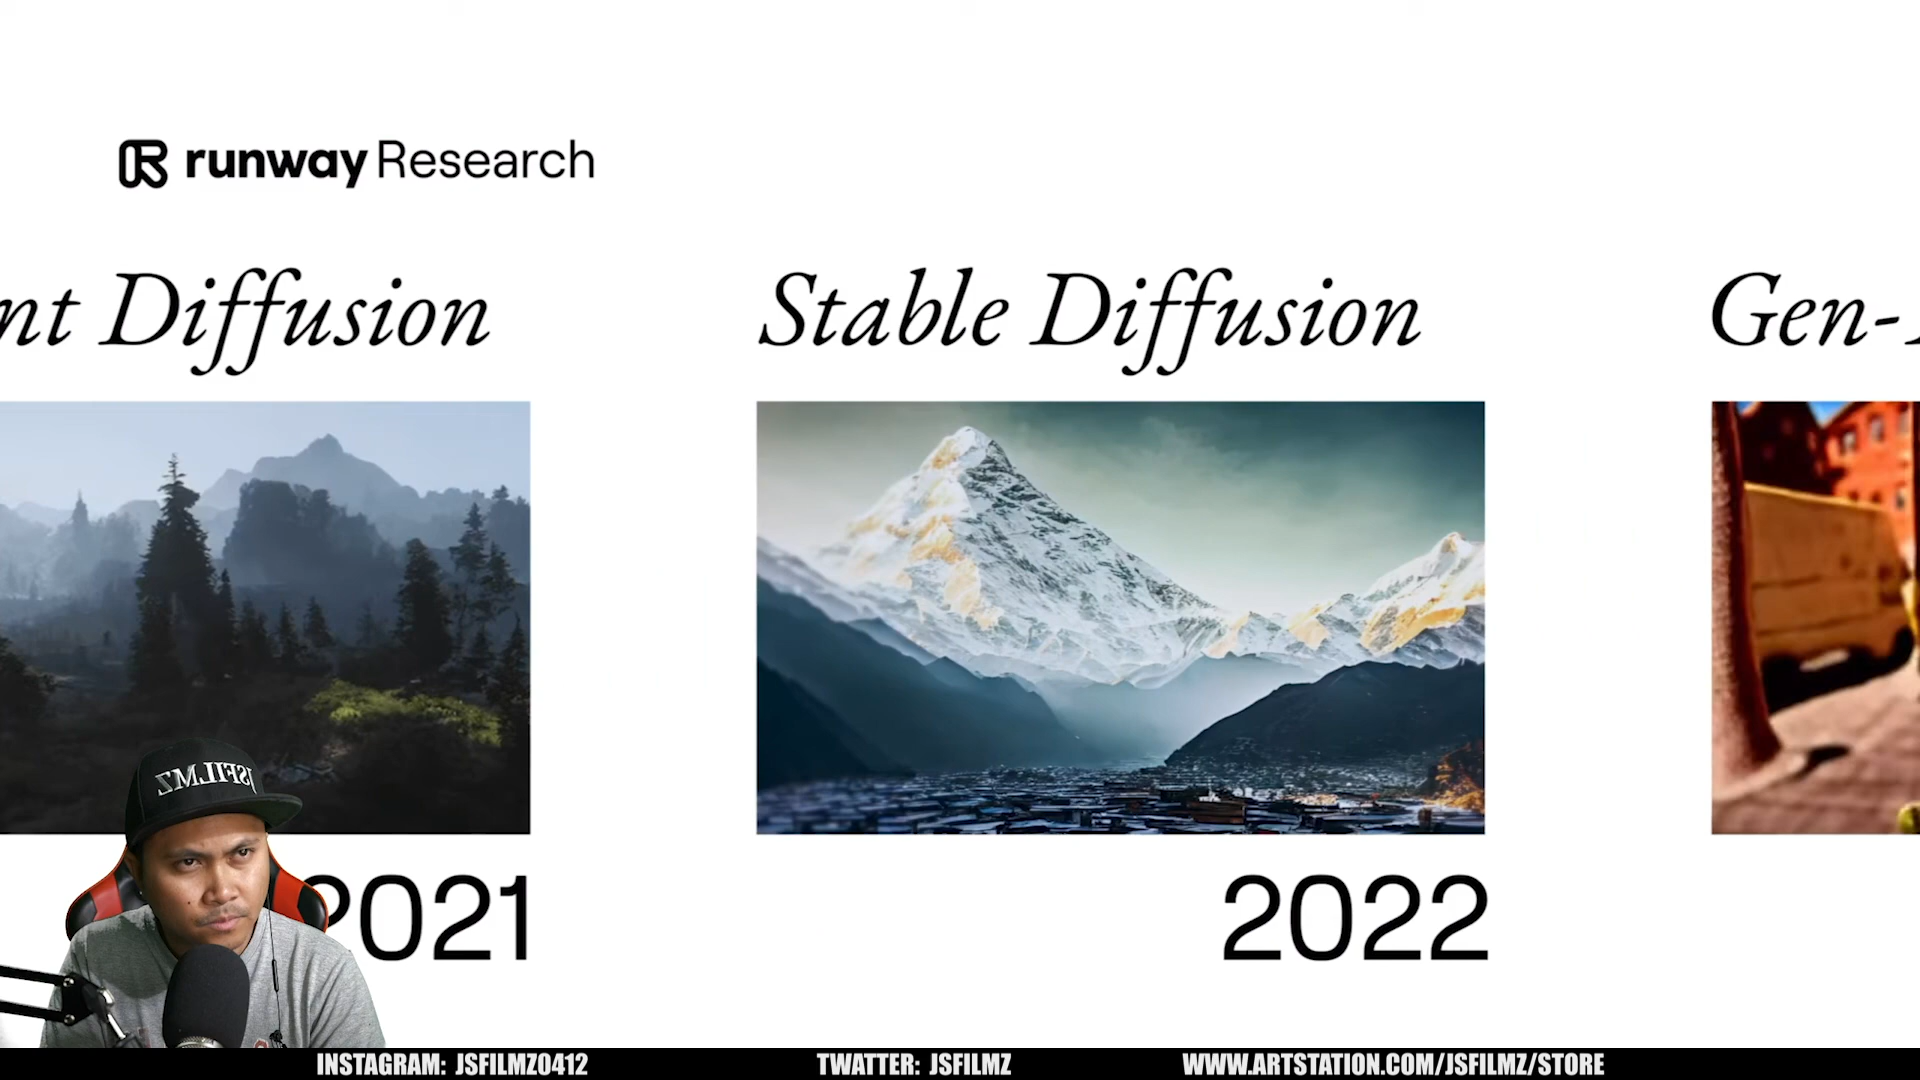 runway Research
nt Diffusion
Stable Diffusion
Gen-
JSFILMZ
2021
2022
INSTAGRAM: JSFILMZ0412
TWATTER: JSFILMZ
WWW.ARTSTATION.COM/JSFILMZ/STORE